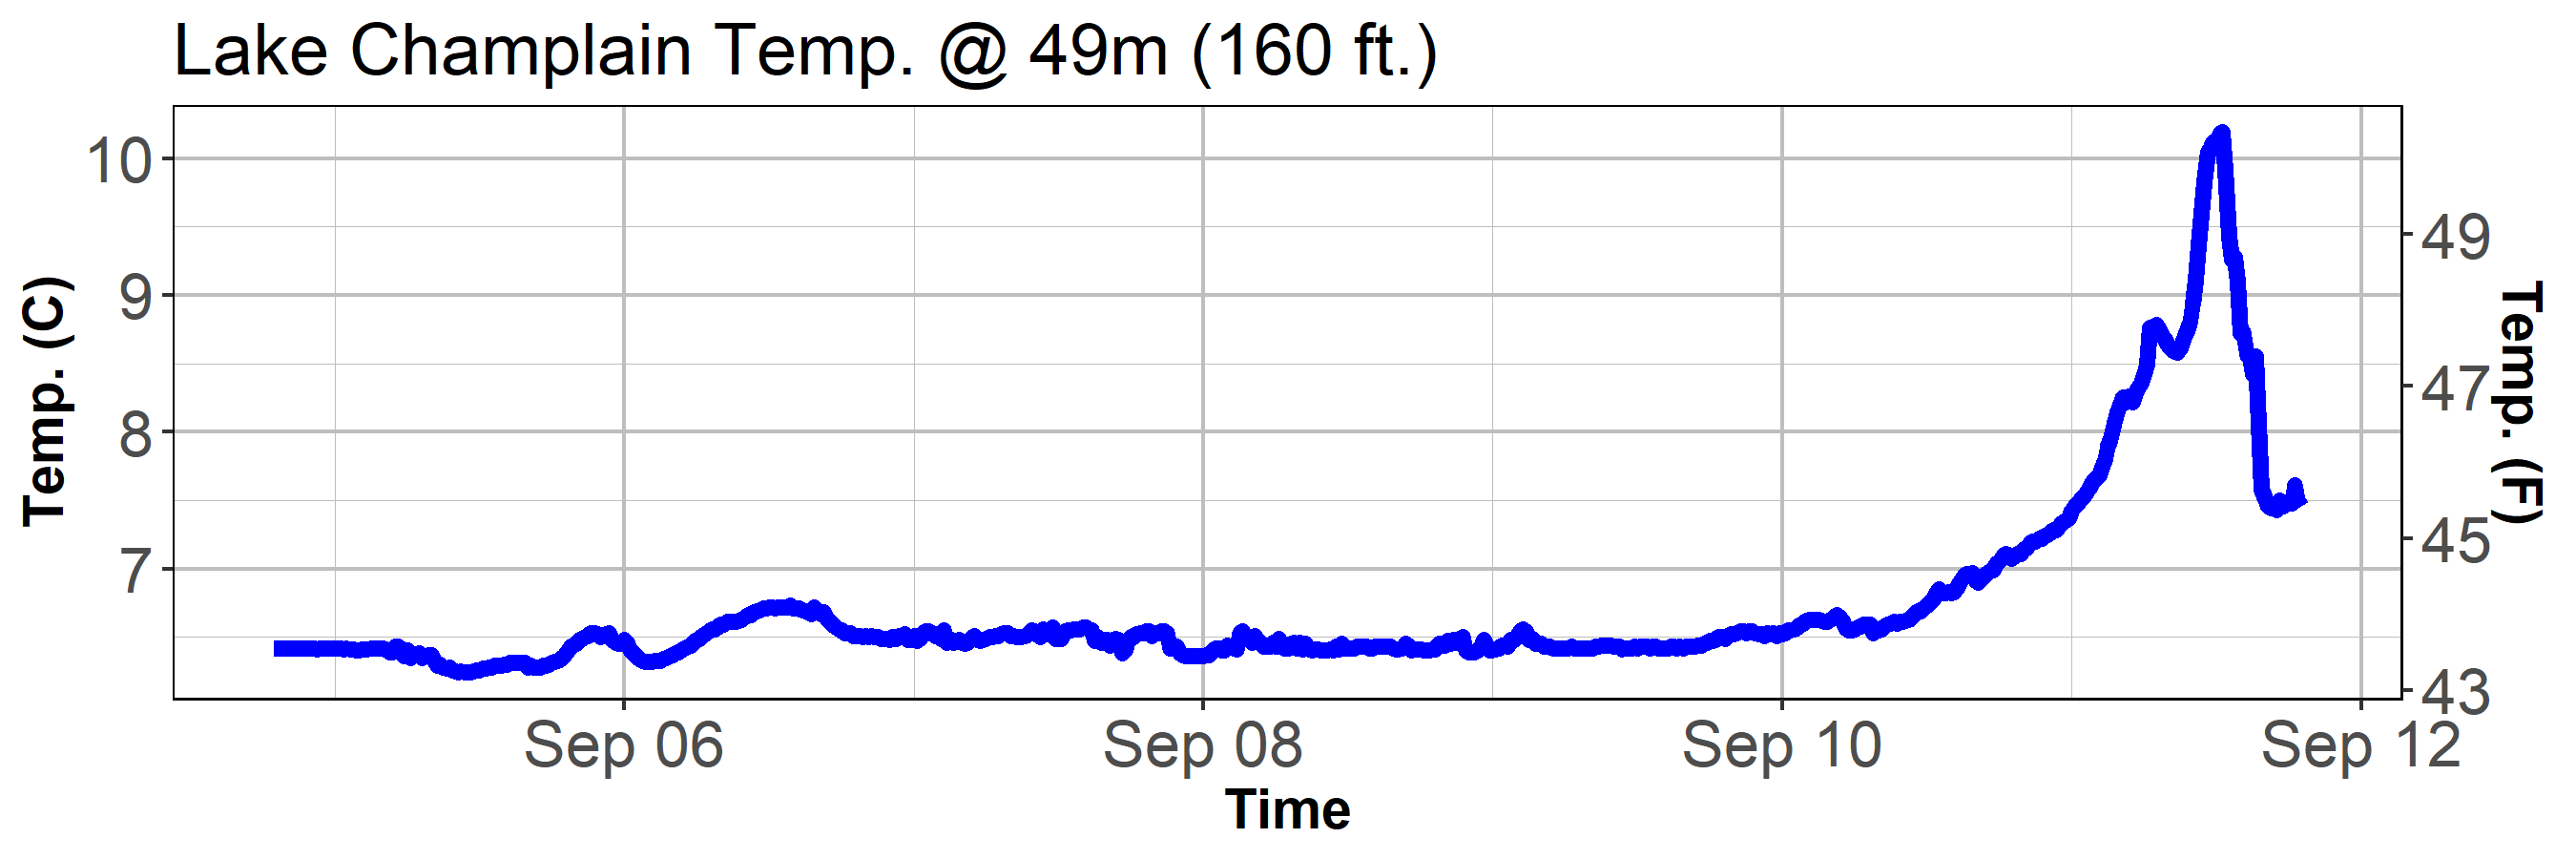 Lake Champlain Temp. @ 49m (160 ft.)
Temp. (C)
10
9
8
7
49
47
45
43
Temp. (F)
Sep 06 Sep 08 Sep 10 Sep 12
Time